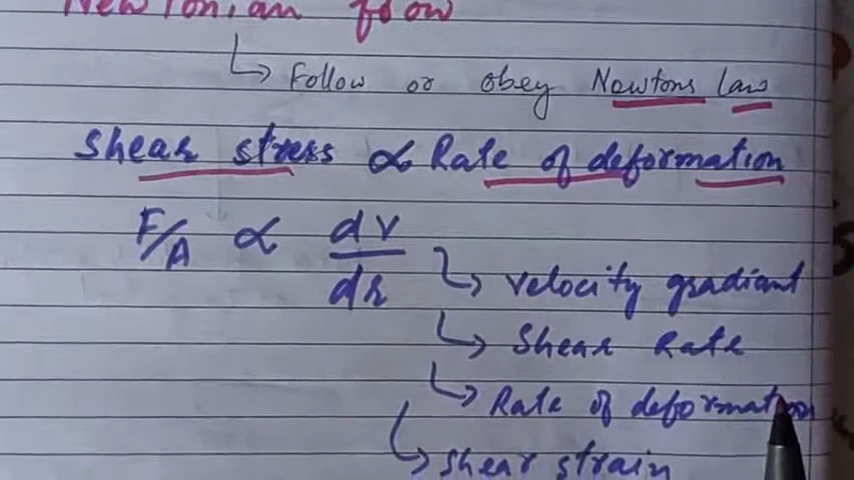 Newtonian flow
↳ Follow or obey Newtons law
Shear stress ∝ Rate of deformation
F/A ∝ dv/dr
↳ velocity gradiant
↳ Shear Rate
↳ Rate of deformation
↳ shear strain